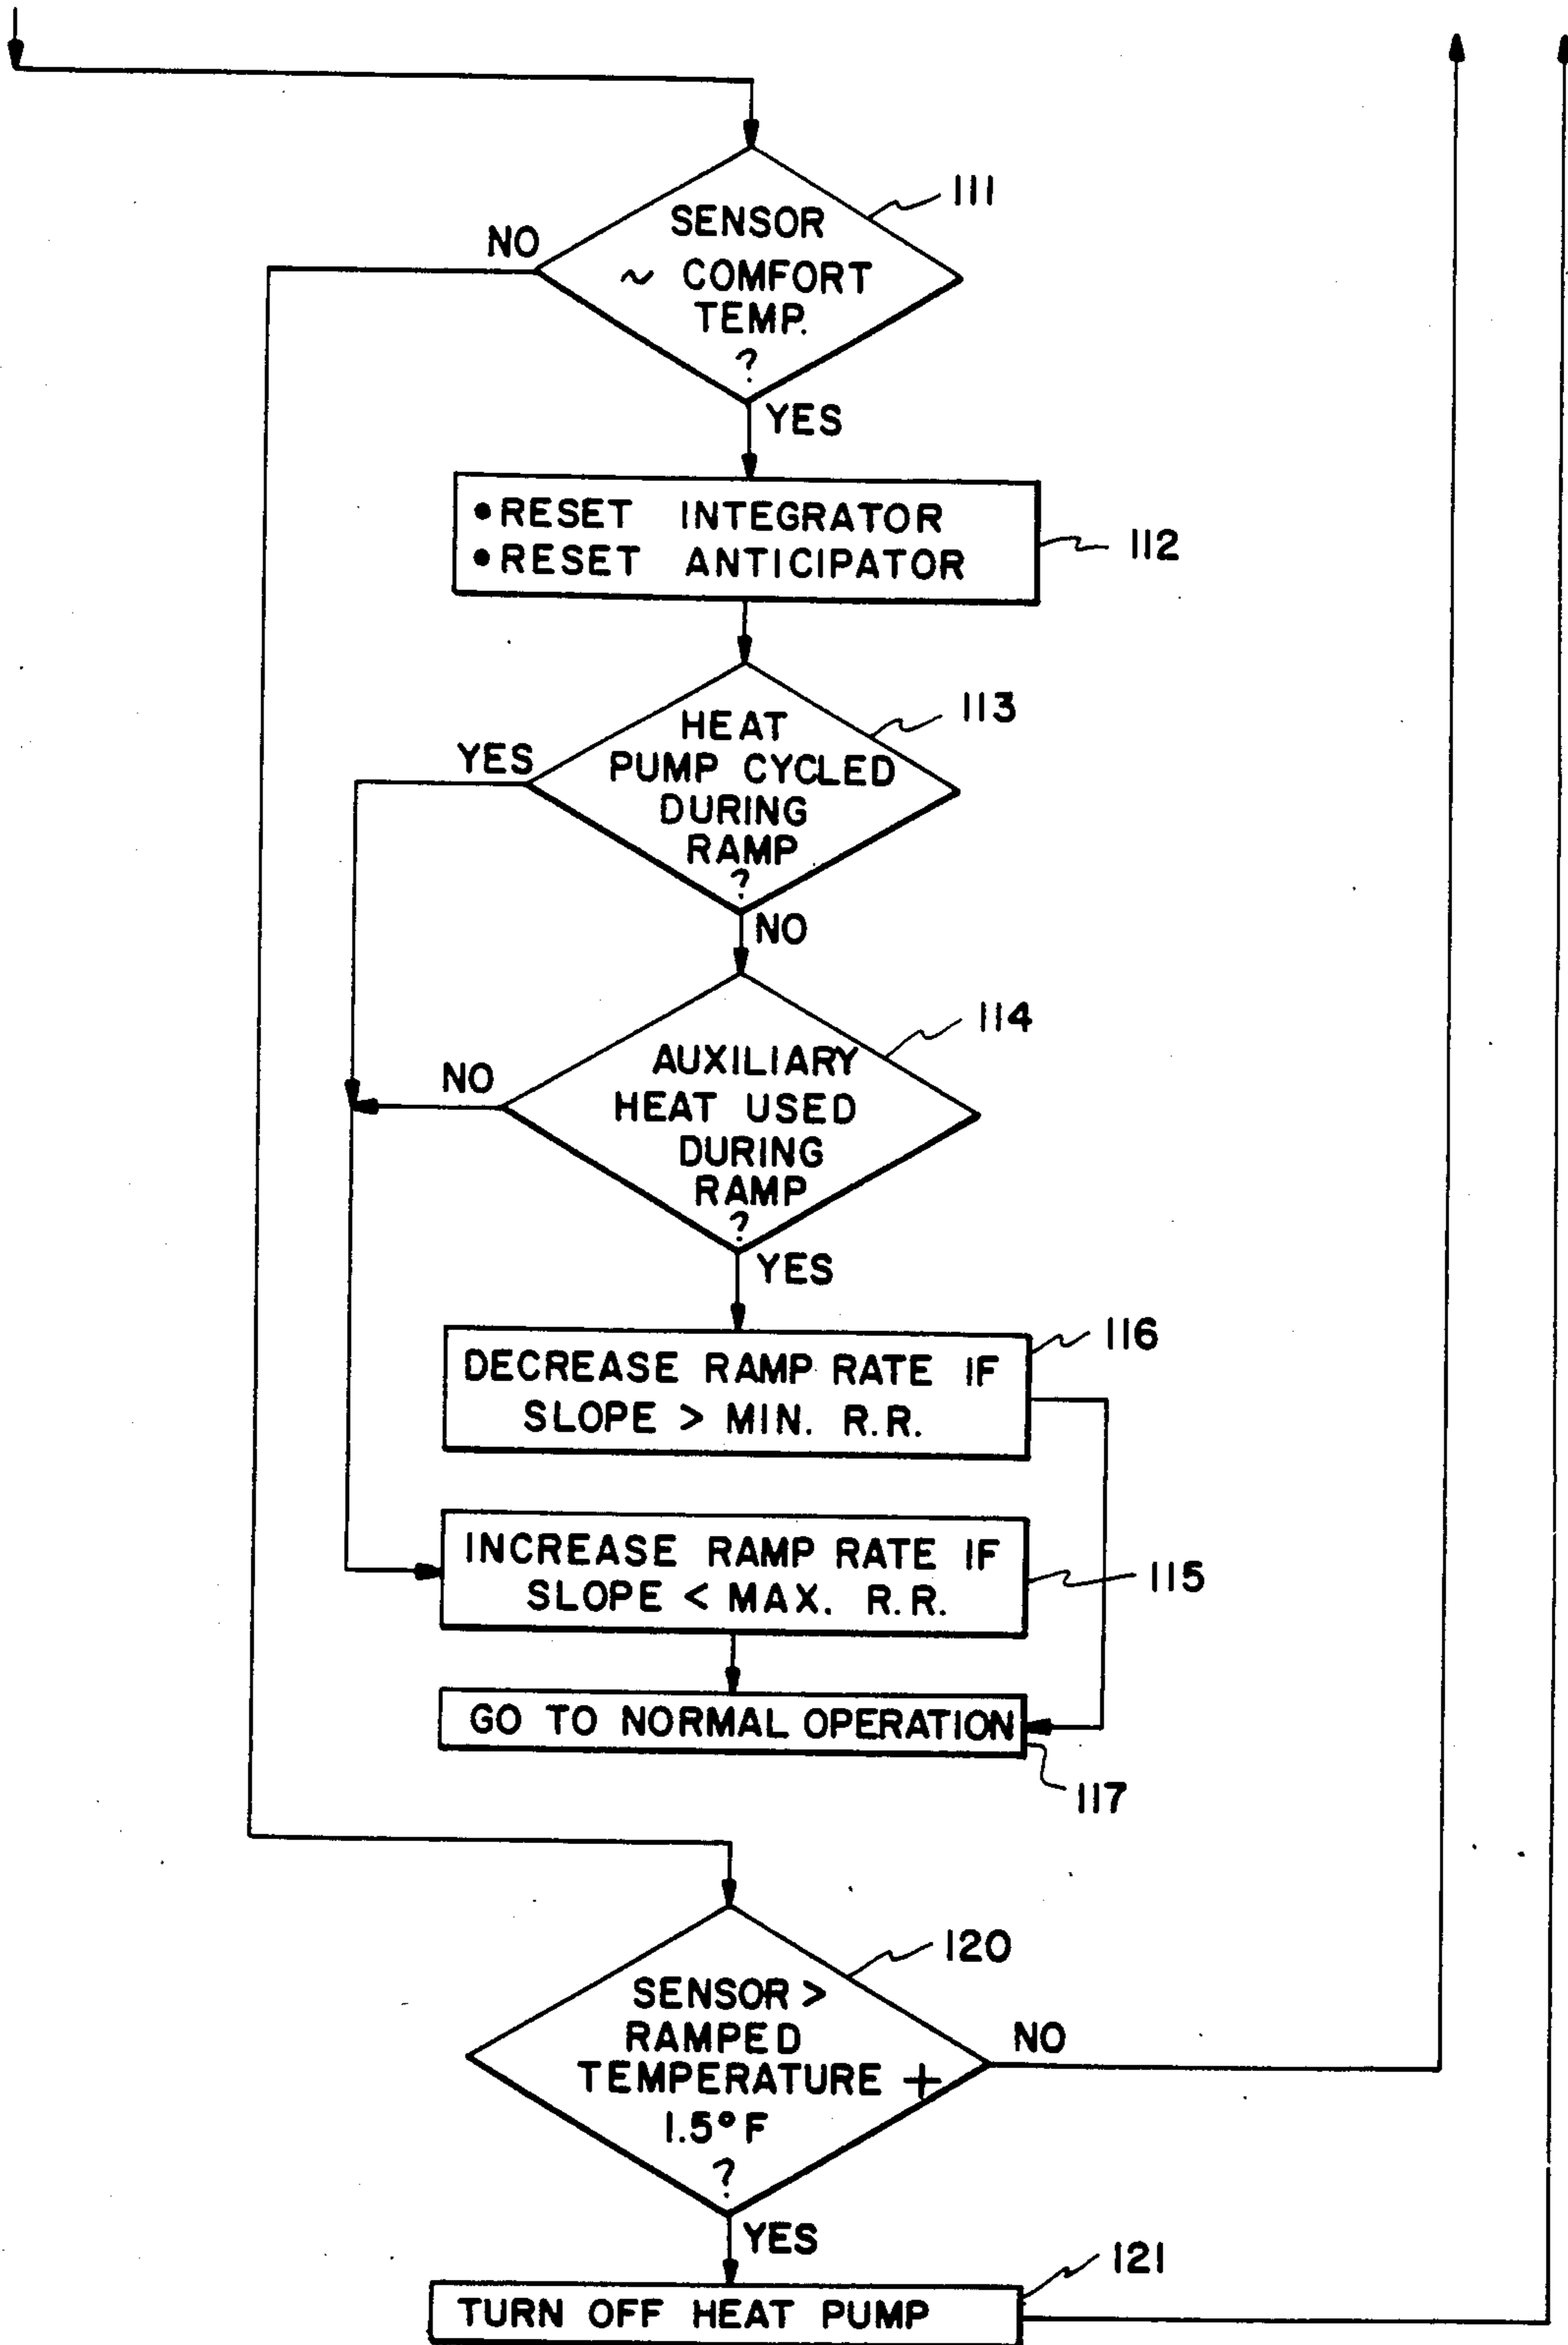 111
SENSOR
NO
~ COMFORT
TEMP.
?
YES
•RESET INTEGRATOR
•RESET ANTICIPATOR
112
113
HEAT
YES
PUMP CYCLED
DURING
RAMP
?
NO
114
AUXILIARY
NO
HEAT USED
DURING
RAMP
?
YES
116
DECREASE RAMP RATE IF
SLOPE > MIN. R.R.
INCREASE RAMP RATE IF
SLOPE < MAX. R.R.
115
GO TO NORMAL OPERATION
117
120
SENSOR >
RAMPED
NO
TEMPERATURE +
1.5°F
?
YES
121
TURN OFF HEAT PUMP